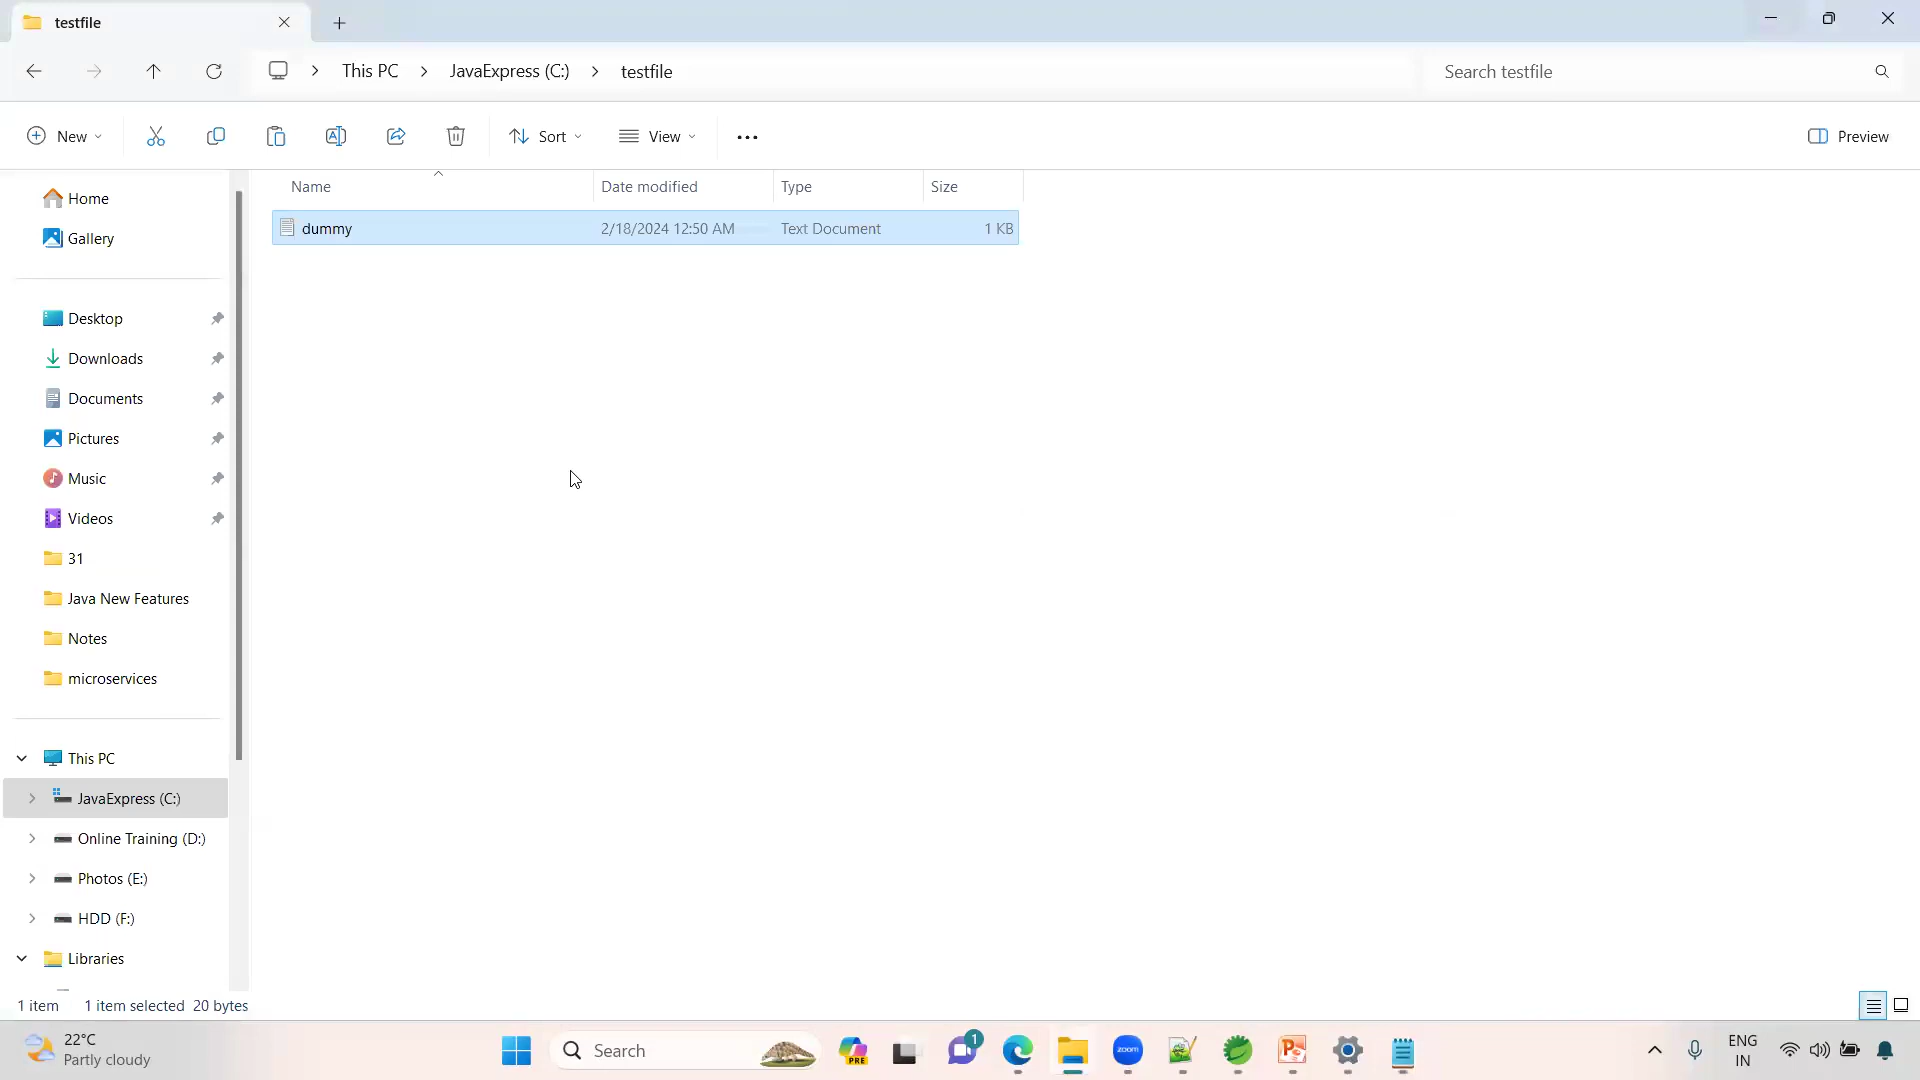 testfile
This PC JavaExpress (C:) testfile
Search testfile
New
Sort
View
Preview
Name Date modified Type Size
dummy 2/18/2024 12:50 AM Text Document 1 KB
Home
Gallery
Desktop
Downloads
Documents
Pictures
Music
Videos
31
Java New Features
Notes
microservices
This PC
JavaExpress (C:)
Online Training (D:)
Photos (E:)
HDD (F:)
Libraries
1 item 1 item selected 20 bytes
22°C
Partly cloudy
Search
PRE
1
zoom
ENG
IN